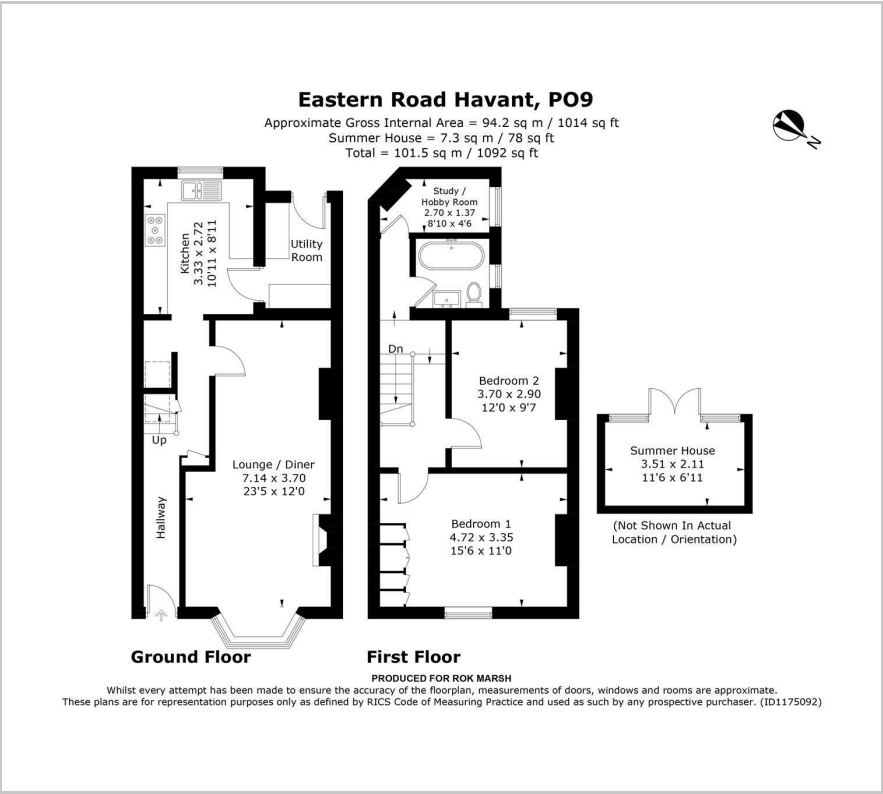 Eastern Road Havant, PO9
Approximate Gross Internal Area = 94.2 sq m / 1014 sq ft
Summer House = 7.3 sq m / 78 sq ft
Total = 101.5 sq m / 1092 sq ft
N
Kitchen
3.33 x 2.72
10'11 x 8'11
Utility
Room
Up
Hallway
Lounge / Diner
7.14 x 3.70
23'5 x 12'0
Ground Floor
Study /
Hobby Room
2.70 x 1.37
8'10 x 4'6
Dn
Bedroom 2
3.70 x 2.90
12'0 x 9'7
Bedroom 1
4.72 x 3.35
15'6 x 11'0
First Floor
Summer House
3.51 x 2.11
11'6 x 6'11
(Not Shown In Actual
Location / Orientation)
PRODUCED FOR ROK MARSH
Whilst every attempt has been made to ensure the accuracy of the floorplan, measurements of doors, windows and rooms are approximate.
These plans are for representation purposes only as defined by RICS Code of Measuring Practice and used as such by any prospective purchaser. (ID1175092)